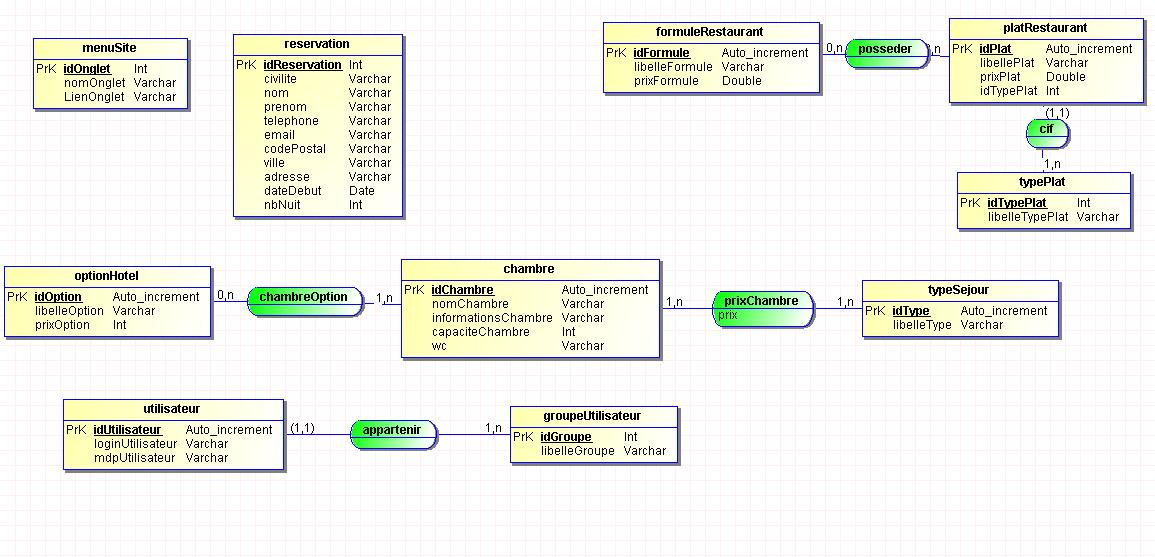 menuSite
PrK idOnglet Int
nomOnglet Varchar
LienOnglet Varchar
reservation
PrK idReservation Int
civilite Varchar
nom Varchar
prenom Varchar
telephone Varchar
email Varchar
codePostal Varchar
ville Varchar
adresse Varchar
dateDebut Date
nbNuit Int
formuleRestaurant
PrK idFormule Auto_increment
libelleFormule Varchar
prixFormule Double
0,n
posseder
,n
platRestaurant
PrK idPlat Auto_increment
libellePlat Varchar
prixPlat Double
idTypePlat Int
(1,1)
cif
1,n
typePlat
PrK idTypePlat Int
libelleTypePlat Varchar
optionHotel
PrK idOption Auto_increment
libelleOption Varchar
prixOption Int
0,n
chambreOption
1,n
chambre
PrK idChambre Auto_increment
nomChambre Varchar
informationsChambre Varchar
capaciteChambre Int
wc Varchar
1,n
prixChambre
prix
1,n
typeSejour
PrK idType Auto_increment
libelleType Varchar
utilisateur
PrK idUtilisateur Auto_increment
loginUtilisateur Varchar
mdpUtilisateur Varchar
(1,1)
appartenir
1,n
groupeUtilisateur
PrK idGroupe Int
libelleGroupe Varchar